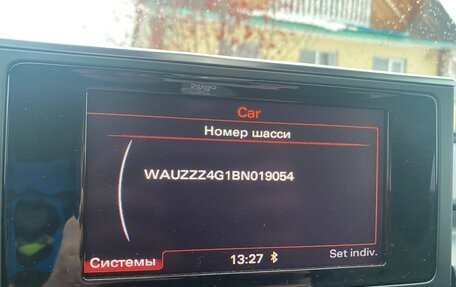 Car
Номер шасси
WAUZZZ4G1BN019054
Системы 13:27 Set indiv.